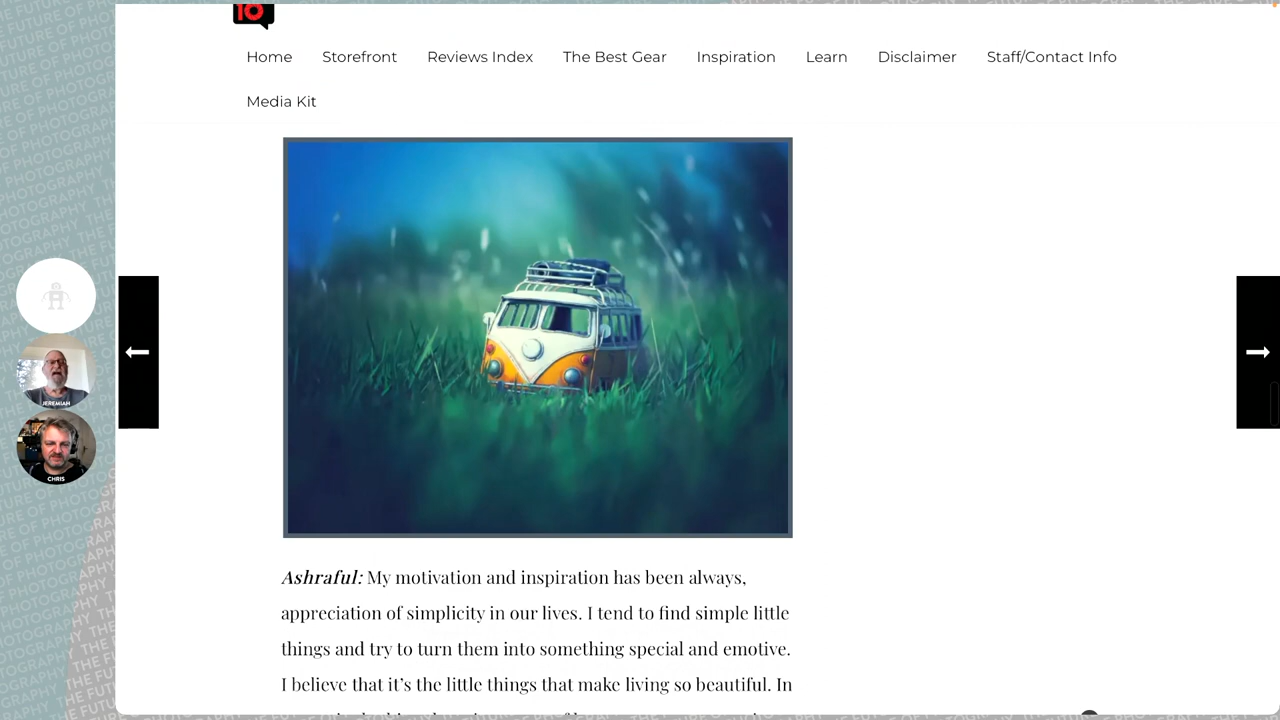 10
Home Storefront Reviews Index The Best Gear Inspiration Learn Disclaimer Staff/Contact Info
Media Kit
JEREMIAH
CHRIS
Ashraful: My motivation and inspiration has been always,
appreciation of simplicity in our lives. I tend to find simple little
things and try to turn them into something special and emotive.
I believe that it’s the little things that make living so beautiful. In